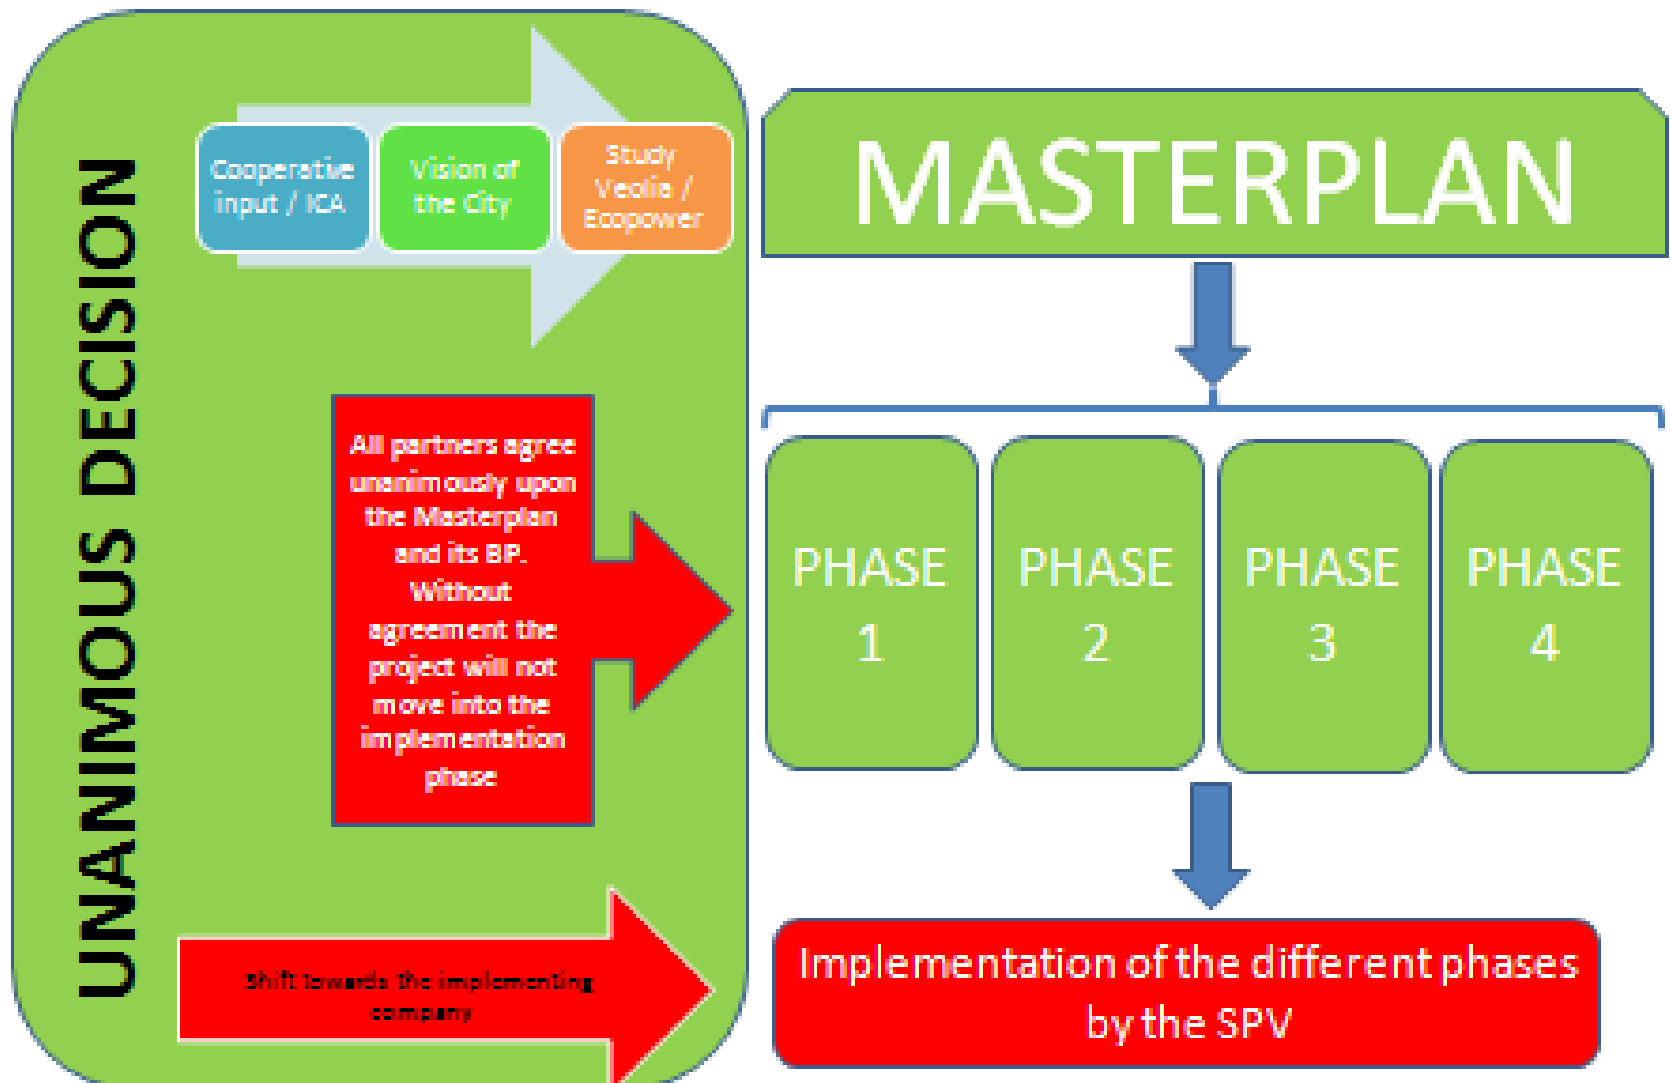 UNANIMOUS DECISION
Cooperative
input / ICA
Vision of
the City
Study
Veolia /
Ecopower
MASTERPLAN
All partners agree
unanimously upon
the Masterplan
and its BP.
Without
agreement the
project will not
move into the
implementation
phase
PHASE
1
PHASE
2
PHASE
3
PHASE
4
Shift towards the implementing
company
Implementation of the different phases
by the SPV